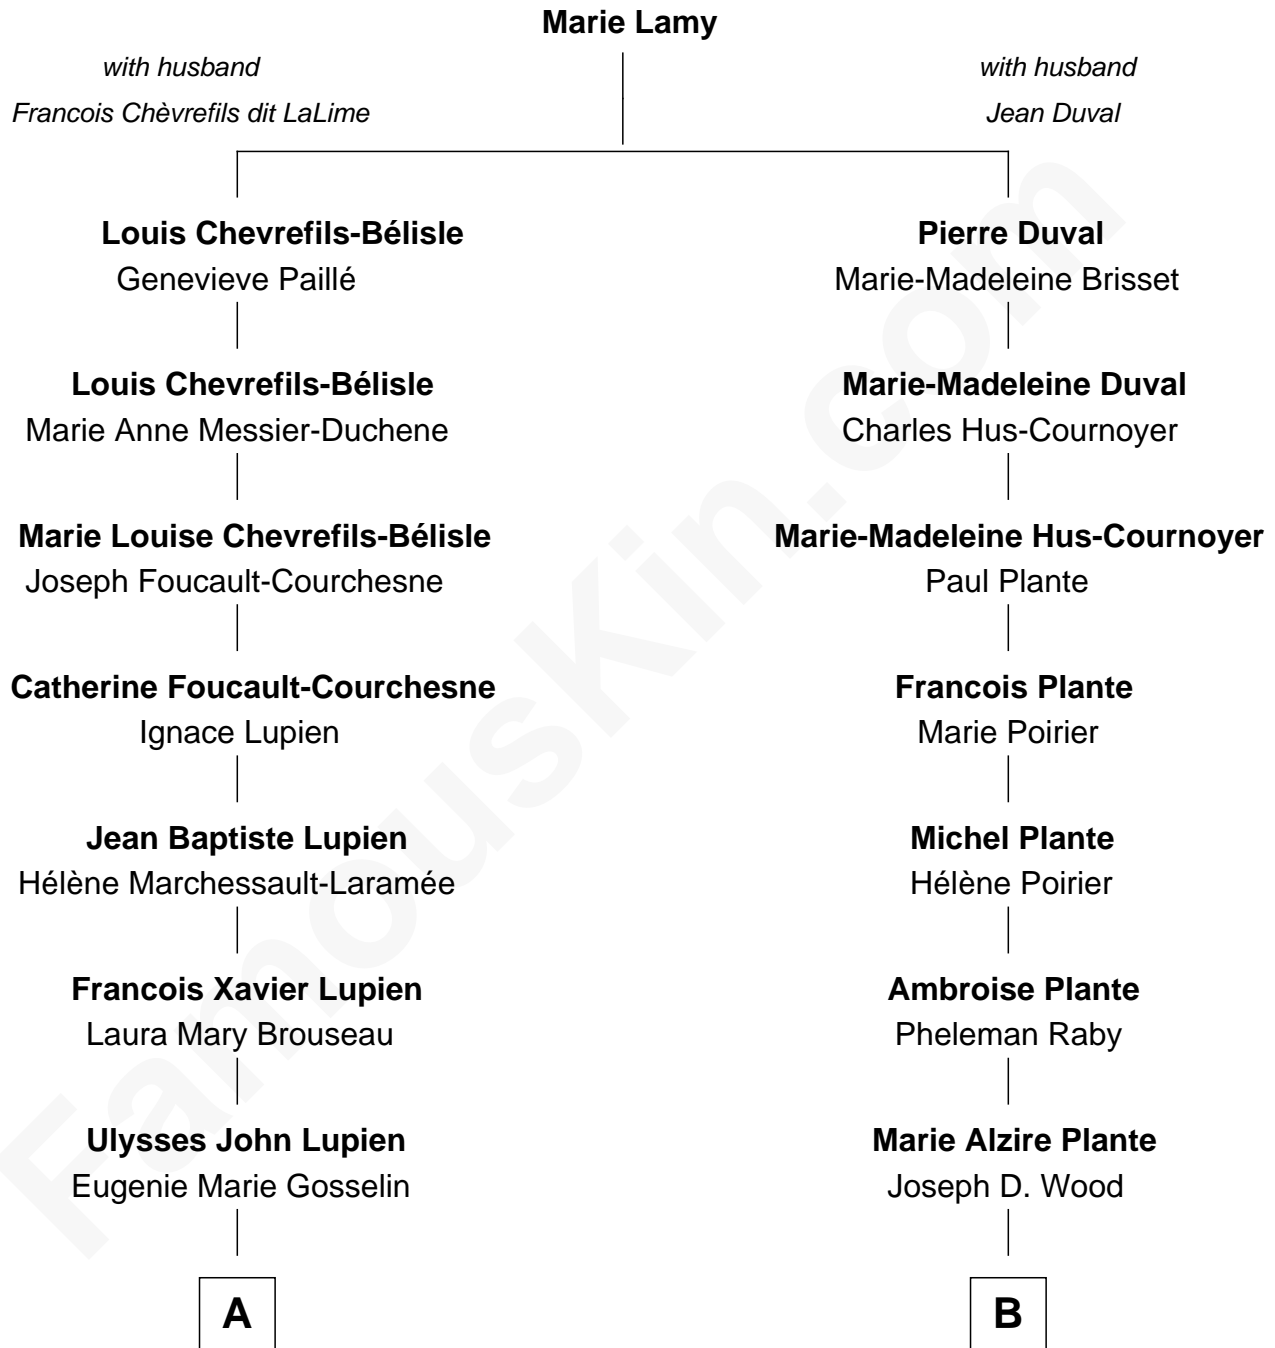 Marie Lamy
with husband
Francois Chèvrefils dit LaLime
with husband
Jean Duval
Louis Chevrefils-Bélisle
Genevieve Paillé
Pierre Duval
Marie-Madeleine Brisset
Louis Chevrefils-Bélisle
Marie Anne Messier-Duchene
Marie-Madeleine Duval
Charles Hus-Cournoyer
Marie Louise Chevrefils-Bélisle
Joseph Foucault-Courchesne
Marie-Madeleine Hus-Cournoyer
Paul Plante
Catherine Foucault-Courchesne
Ignace Lupien
Francois Plante
Marie Poirier
Jean Baptiste Lupien
Hélène Marchessault-Laramée
Michel Plante
Hélène Poirier
Francois Xavier Lupien
Laura Mary Brouseau
Ambroise Plante
Pheleman Raby
Ulysses John Lupien
Eugenie Marie Gosselin
Marie Alzire Plante
Joseph D. Wood
A
B
FamousKin.com